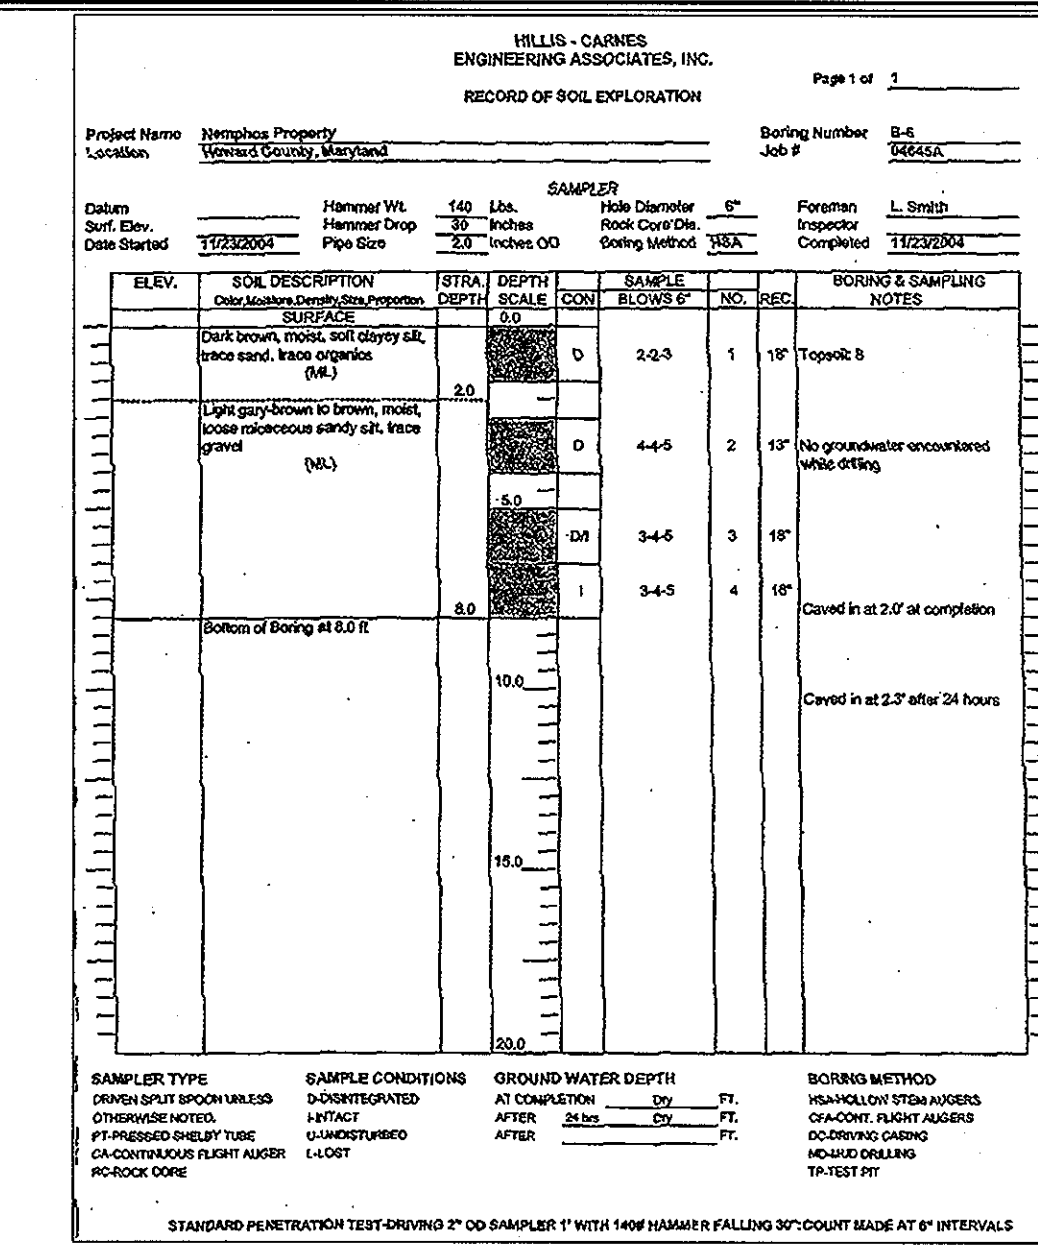 HILLIS - CARNES
ENGINEERING ASSOCIATES, INC.
Page 1 of 1
RECORD OF SOIL EXPLORATION
Project Name Nemphos Property Boring Number B-6
Location Howard County, Maryland Job # 04645A
SAMPLER
Datum Hammer Wt. 140 Lbs. Hole Diameter 6" Foreman L. Smith
Surf. Elev. Hammer Drop 30 Inches Rock Core Dia. Inspector
Date Started 11/23/2004 Pipe Size 2.0 Inches OD Boring Method HSA Completed 11/23/2004
ELEV. SOIL DESCRIPTION STRA. DEPTH SAMPLE BORING & SAMPLING
Color,Moisture,Density,Size,Proportion DEPTH SCALE CON BLOWS 6" NO. REC. NOTES
SURFACE 0.0
Dark brown, moist, soft clayey silt,
trace sand, trace organics D 2-2-3 1 18" Topsoil: 8
(ML)
2.0
Light gary-brown to brown, moist,
loose micaceous sandy silt, trace
gravel D 4-4-5 2 13" No groundwater encountered
(ML) while drilling
5.0
D/I 3-4-5 3 18"
I 3-4-5 4 18"
8.0 Caved in at 2.0' at completion
Bottom of Boring at 8.0 ft
10.0
Caved in at 2.3' after 24 hours
15.0
20.0
SAMPLER TYPE SAMPLE CONDITIONS GROUND WATER DEPTH BORING METHOD
DRIVEN SPLIT SPOON UNLESS D-DISINTEGRATED AT COMPLETION Dry FT. HSA-HOLLOW STEM AUGERS
OTHERWISE NOTED. I-INTACT AFTER 24 hrs Dry FT. CFA-CONT. FLIGHT AUGERS
PT-PRESSED SHELBY TUBE U-UNDISTURBED AFTER FT. DC-DRIVING CASING
CA-CONTINUOUS FLIGHT AUGER L-LOST MD-MUD DRILLING
RC-ROCK CORE TP-TEST PIT
STANDARD PENETRATION TEST-DRIVING 2" OD SAMPLER 1' WITH 140# HAMMER FALLING 30":COUNT MADE AT 6" INTERVALS